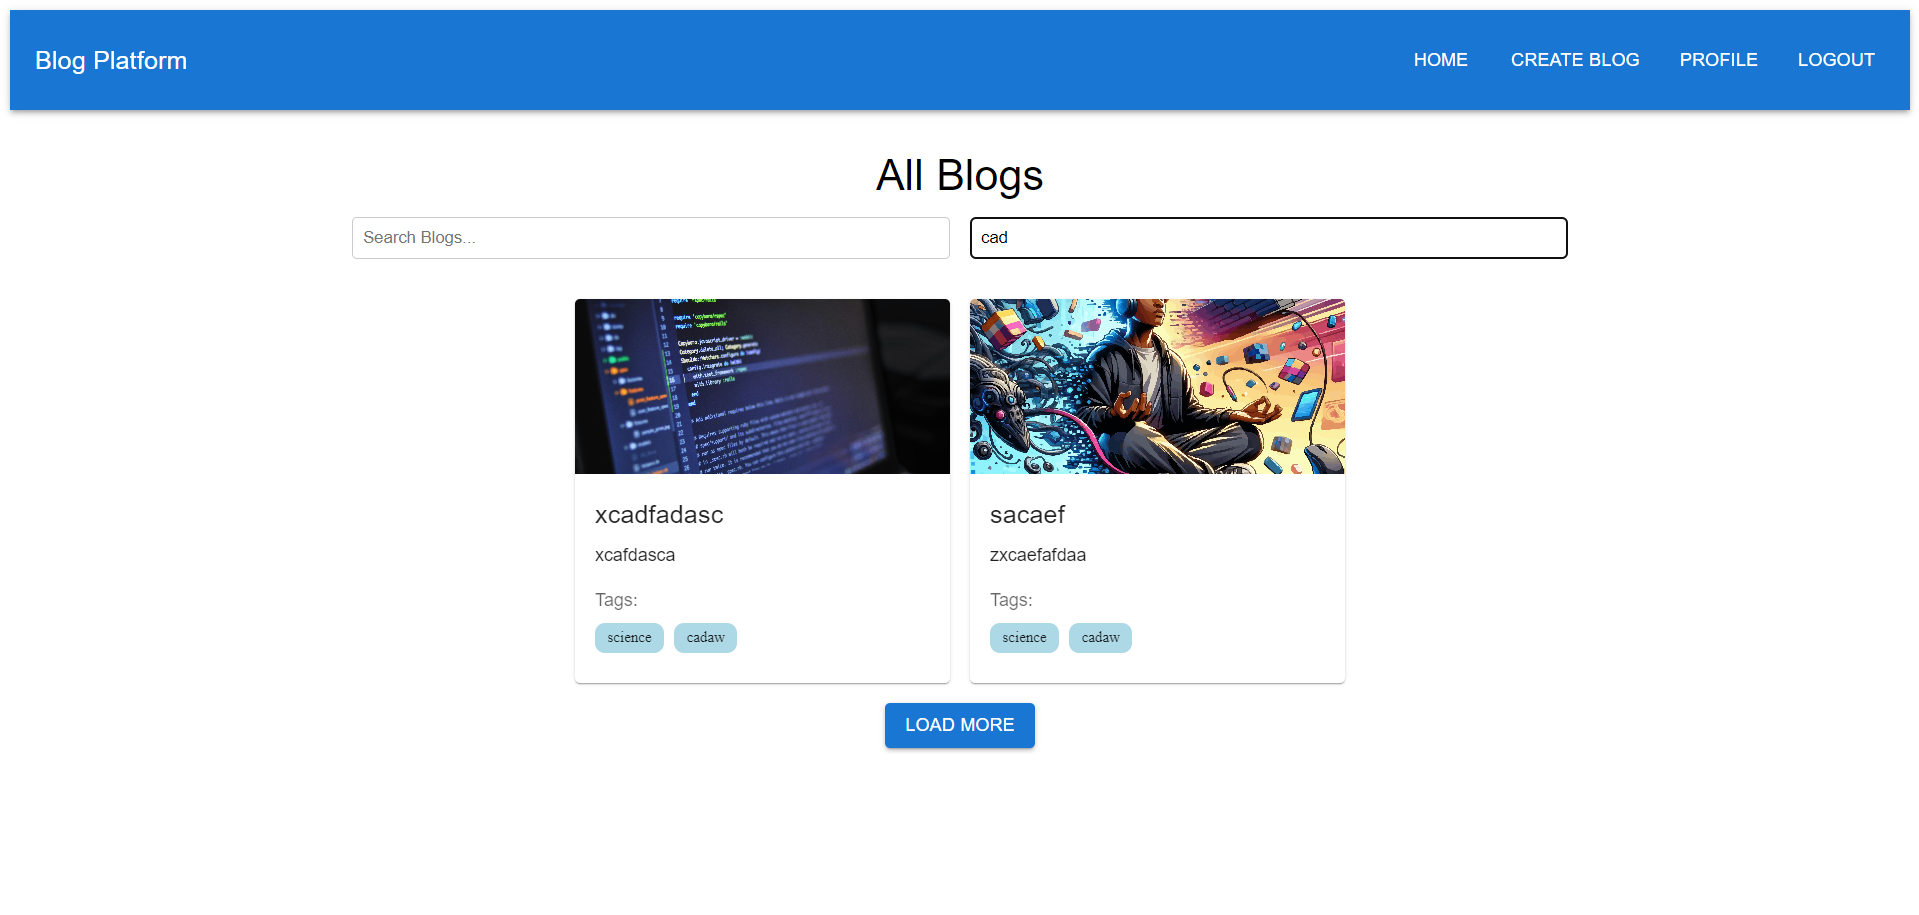 Blog Platform
HOME CREATE BLOG PROFILE LOGOUT
All Blogs
Search Blogs...
cad
xcadfadasc
xcafdasca
Tags:
science cadaw
sacaef
zxcaefafdaa
Tags:
science cadaw
LOAD MORE